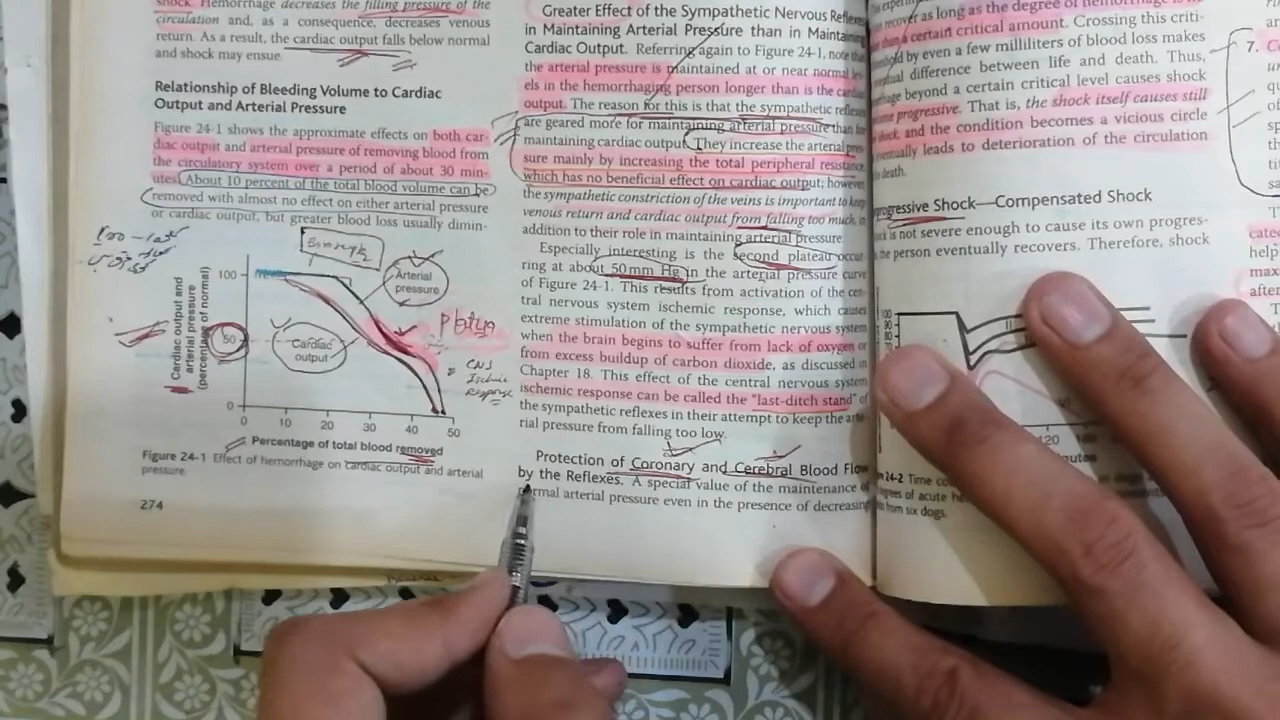 shock. Hemorrhage decreases the filling pressure of the
circulation and, as a consequence, decreases venous
return. As a result, the cardiac output falls below normal
and shock may ensue.
Relationship of Bleeding Volume to Cardiac
Output and Arterial Pressure
Figure 24-1 shows the approximate effects on both car-
diac output and arterial pressure of removing blood from
the circulatory system over a period of about 30 min-
utes. About 10 percent of the total blood volume can be
removed with almost no effect on either arterial pressure
or cardiac output, but greater blood loss usually dimin-
Cardiac output and
arterial pressure
(percentage of normal)
100
50
0
Arterial
pressure
Cardiac
output
CNS
Response
0 10 20 30 40 50
Percentage of total blood removed
Figure 24-1 Effect of hemorrhage on cardiac output and arterial
pressure.
274
Greater Effect of the Sympathetic Nervous Reflexes
in Maintaining Arterial Pressure than in Maintaining
Cardiac Output. Referring again to Figure 24-1, note
the arterial pressure is maintained at or near normal lev-
els in the hemorrhaging person longer than is the cardiac
output. The reason for this is that the sympathetic reflexes
are geared more for maintaining arterial pressure than for
maintaining cardiac output. They increase the arterial pres-
sure mainly by increasing the total peripheral resistance,
which has no beneficial effect on cardiac output; however,
the sympathetic constriction of the veins is important to keep
venous return and cardiac output from falling too much, in
addition to their role in maintaining arterial pressure.
Especially interesting is the second plateau occur-
ring at about 50 mm Hg in the arterial pressure curve
of Figure 24-1. This results from activation of the cen-
tral nervous system ischemic response, which causes
extreme stimulation of the sympathetic nervous system
when the brain begins to suffer from lack of oxygen or
from excess buildup of carbon dioxide, as discussed in
Chapter 18. This effect of the central nervous system
ischemic response can be called the "last-ditch stand" of
the sympathetic reflexes in their attempt to keep the arte-
rial pressure from falling too low.
Protection of Coronary and Cerebral Blood Flow
by the Reflexes. A special value of the maintenance of
normal arterial pressure even in the presence of decreasing
recover as long as the degree of hemorrhage is
than a certain critical amount. Crossing this criti-
by even a few milliliters of blood loss makes
difference between life and death. Thus,
beyond a certain critical level causes shock
progressive. That is, the shock itself causes still
shock, and the condition becomes a vicious circle
eventually leads to deterioration of the circulation
death.
Shock—Compensated Shock
is not severe enough to cause its own progres-
the person eventually recovers. Therefore, shock
100
90
80
120
24-2 Time
of acute
from six dogs.
7.
help
max
after